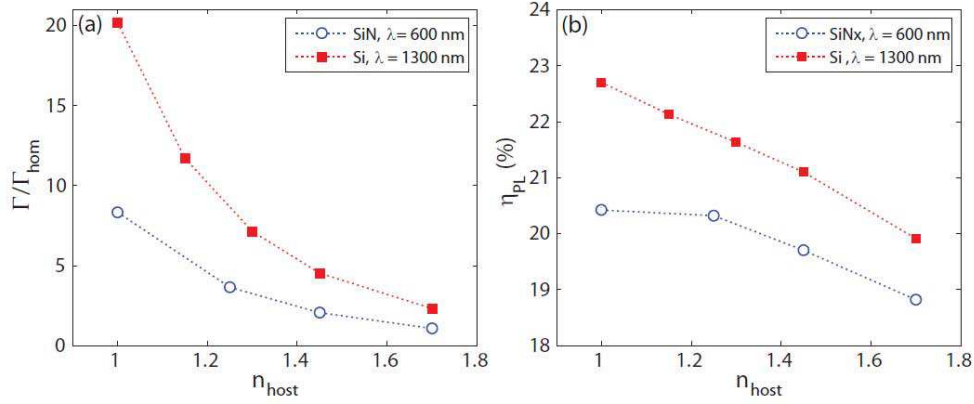 (a)
SiN, λ = 600 nm
Si, λ = 1300 nm
Γ/Γhom
20
15
10
5
0
1
1.2
1.4
1.6
1.8
nhost
(b)
SiNx, λ = 600 nm
Si , λ = 1300 nm
ηPL (%)
23
22
21
20
19
18
1
1.2
1.4
1.6
1.8
nhost